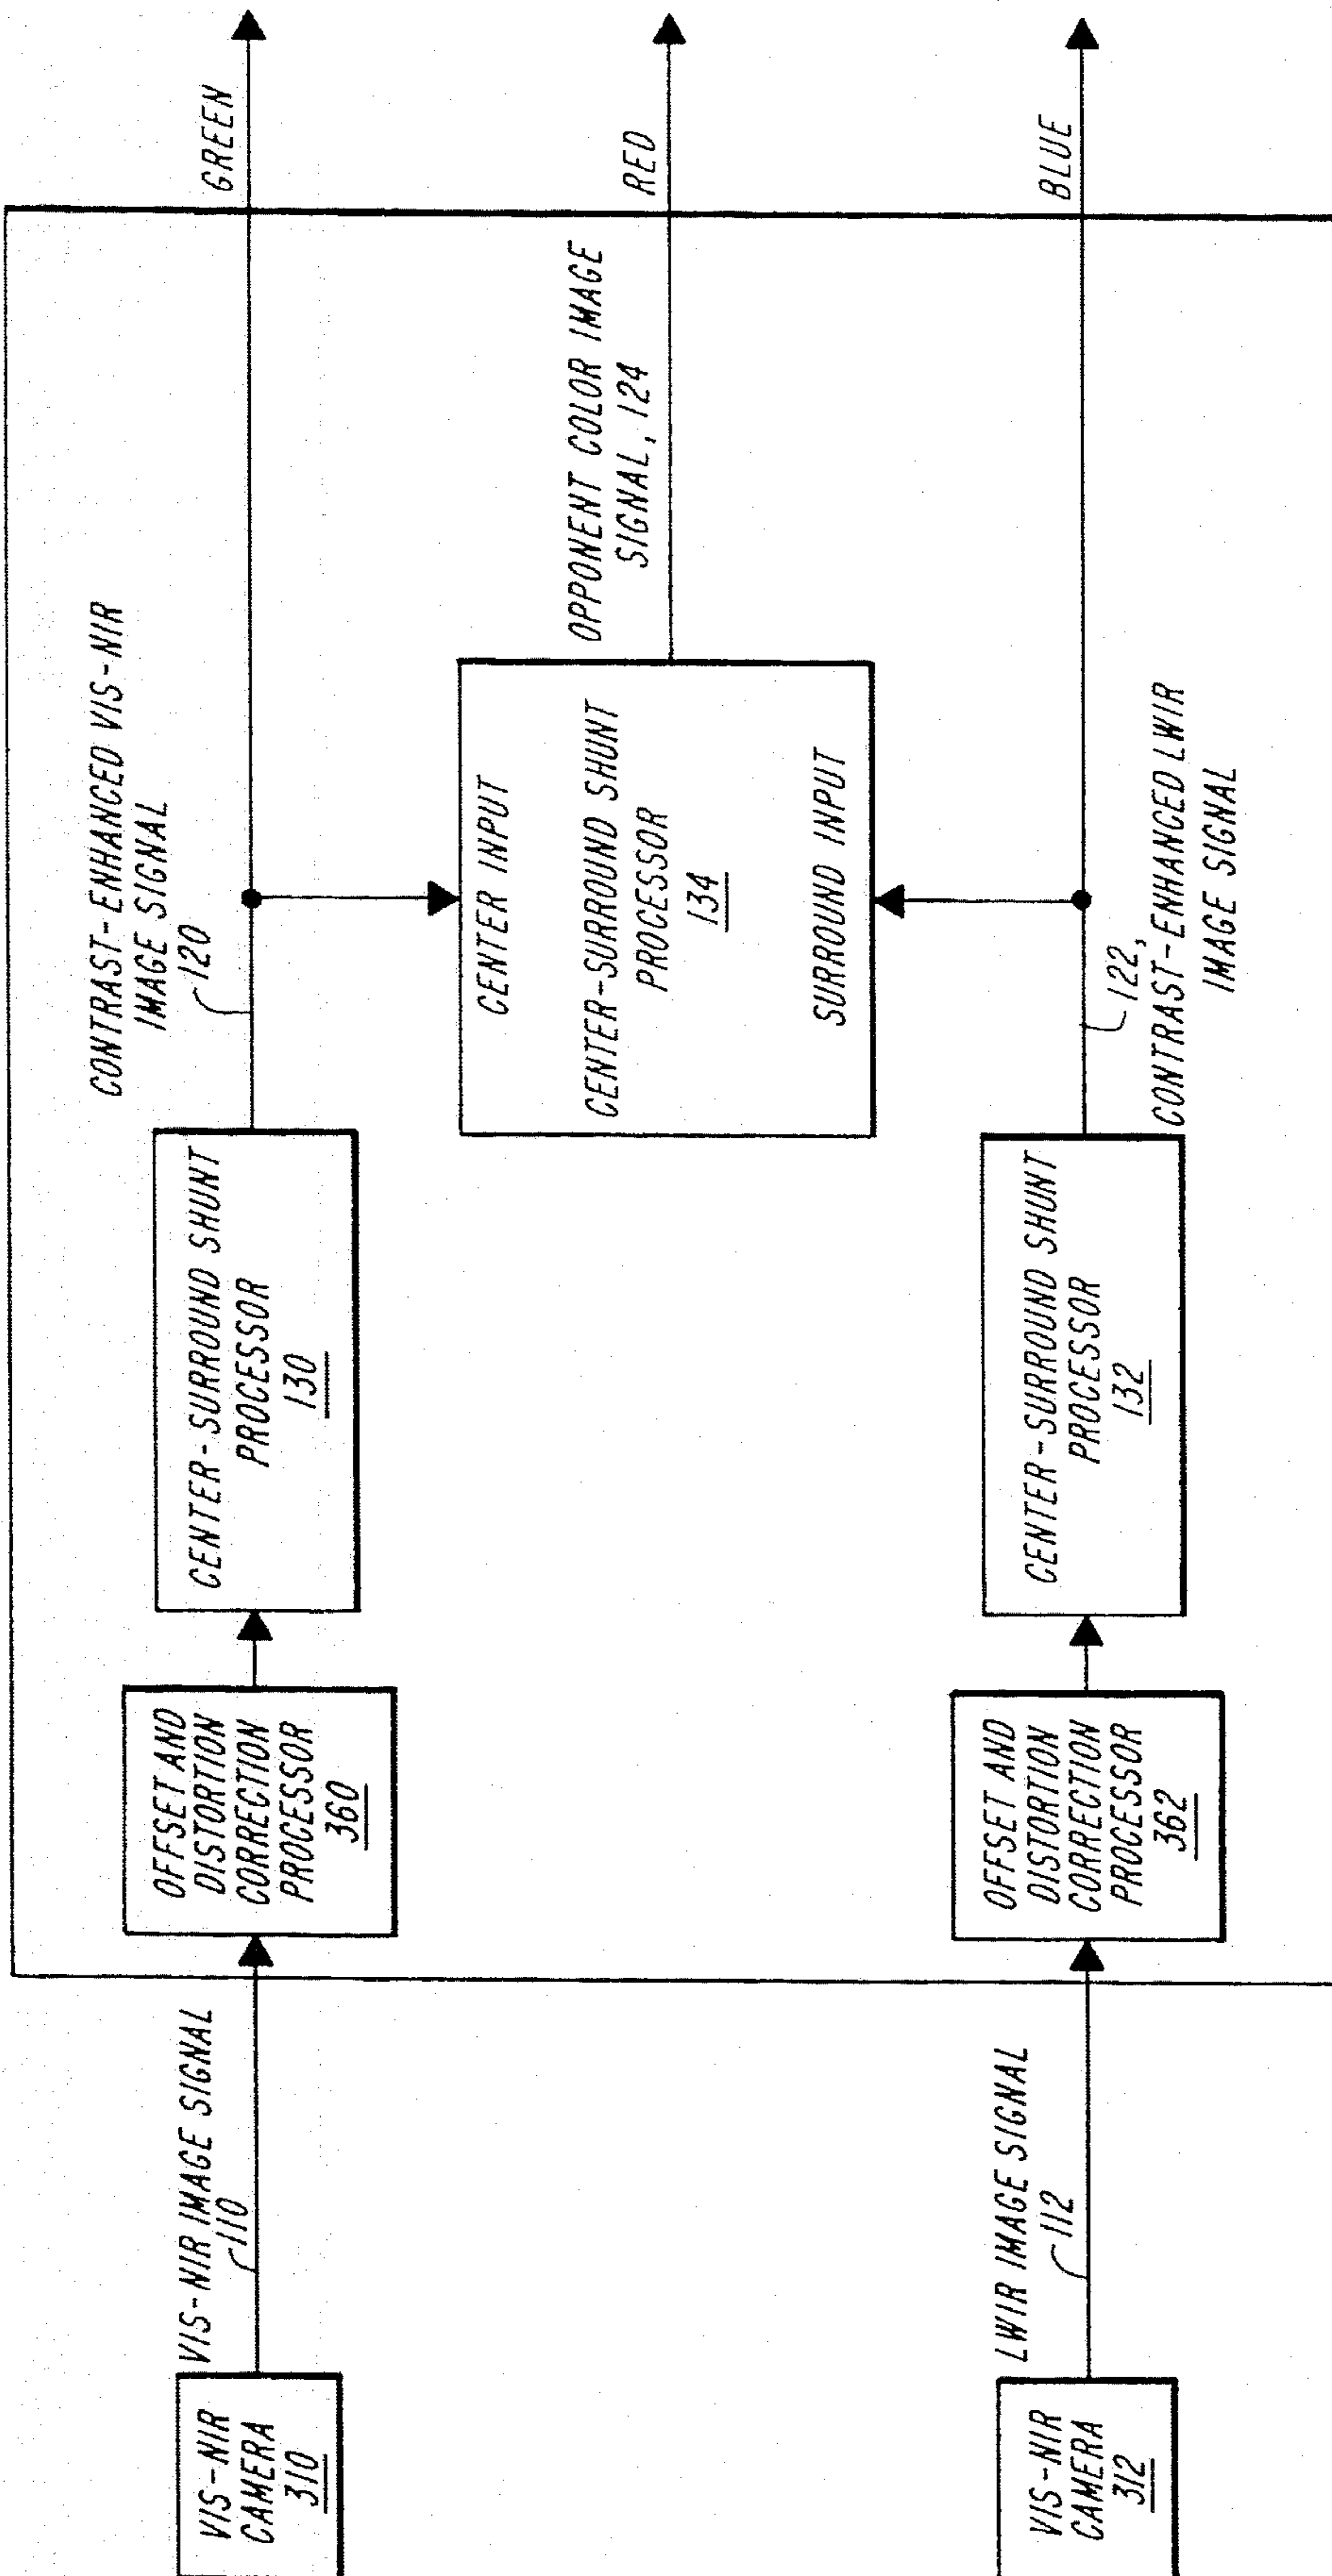 VIS-NIR
CAMERA
310
VIS-NIR IMAGE SIGNAL
110
OFFSET AND
DISTORTION
CORRECTION
PROCESSOR
360
CENTER-SURROUND SHUNT
PROCESSOR
130
CONTRAST-ENHANCED VIS-NIR
IMAGE SIGNAL
120
GREEN
CENTER INPUT
CENTER-SURROUND SHUNT
PROCESSOR
134
SURROUND INPUT
OPPONENT COLOR IMAGE
SIGNAL, 124
RED
VIS-NIR
CAMERA
312
LWIR IMAGE SIGNAL
112
OFFSET AND
DISTORTION
CORRECTION
PROCESSOR
362
CENTER-SURROUND SHUNT
PROCESSOR
132
122,
CONTRAST-ENHANCED LWIR
IMAGE SIGNAL
BLUE